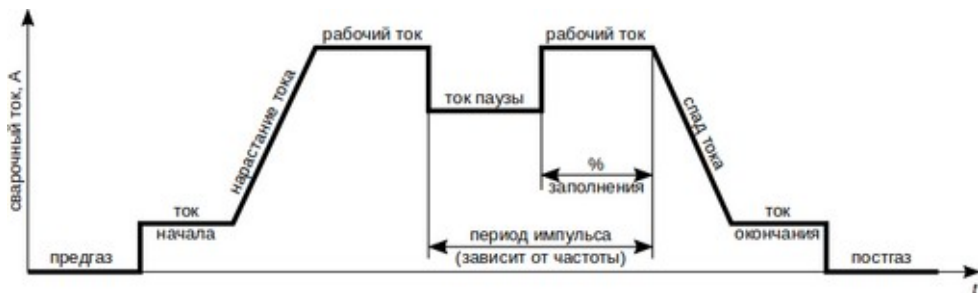 сварочный ток, А
предгаз
ток
начала
нарастание тока
рабочий ток
ток паузы
рабочий ток
%
заполнения
период импульса
(зависит от частоты)
спад тока
ток
окончания
постгаз
t